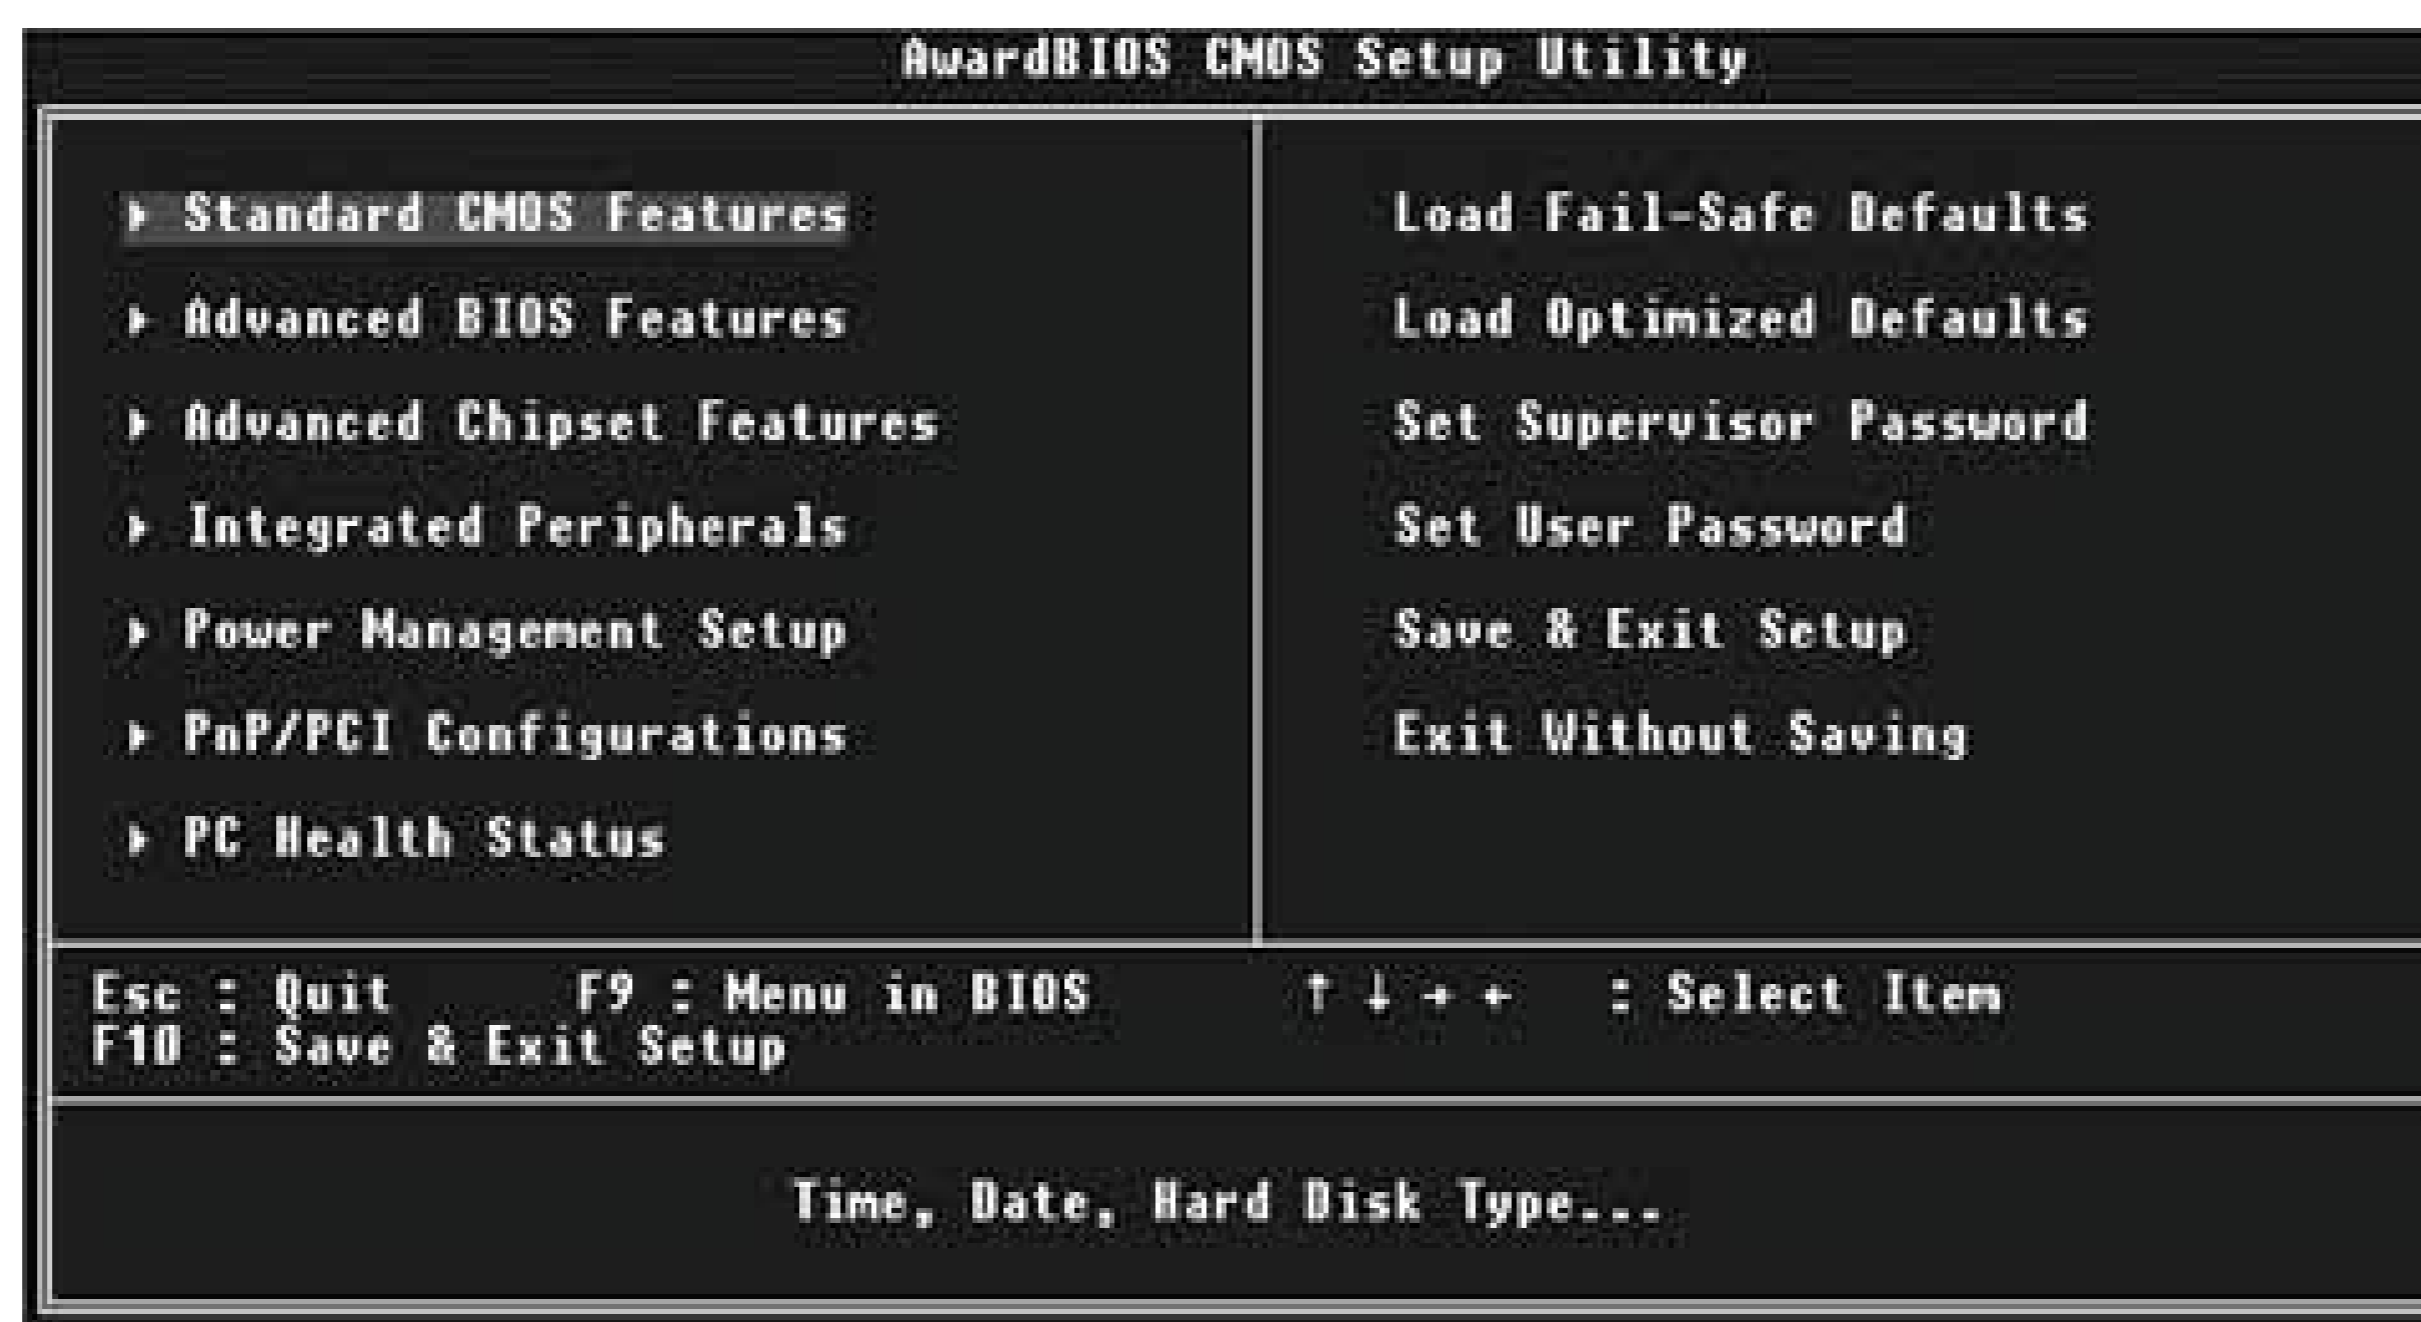 AwardBIOS CMOS Setup Utility
▸ Standard CMOS Features
▸ Advanced BIOS Features
▸ Advanced Chipset Features
▸ Integrated Peripherals
▸ Power Management Setup
▸ PnP/PCI Configurations
▸ PC Health Status
Load Fail-Safe Defaults
Load Optimized Defaults
Set Supervisor Password
Set User Password
Save & Exit Setup
Exit Without Saving
Esc : Quit F9 : Menu in BIOS ↑ ↓ → ← : Select Item
F10 : Save & Exit Setup
Time, Date, Hard Disk Type...